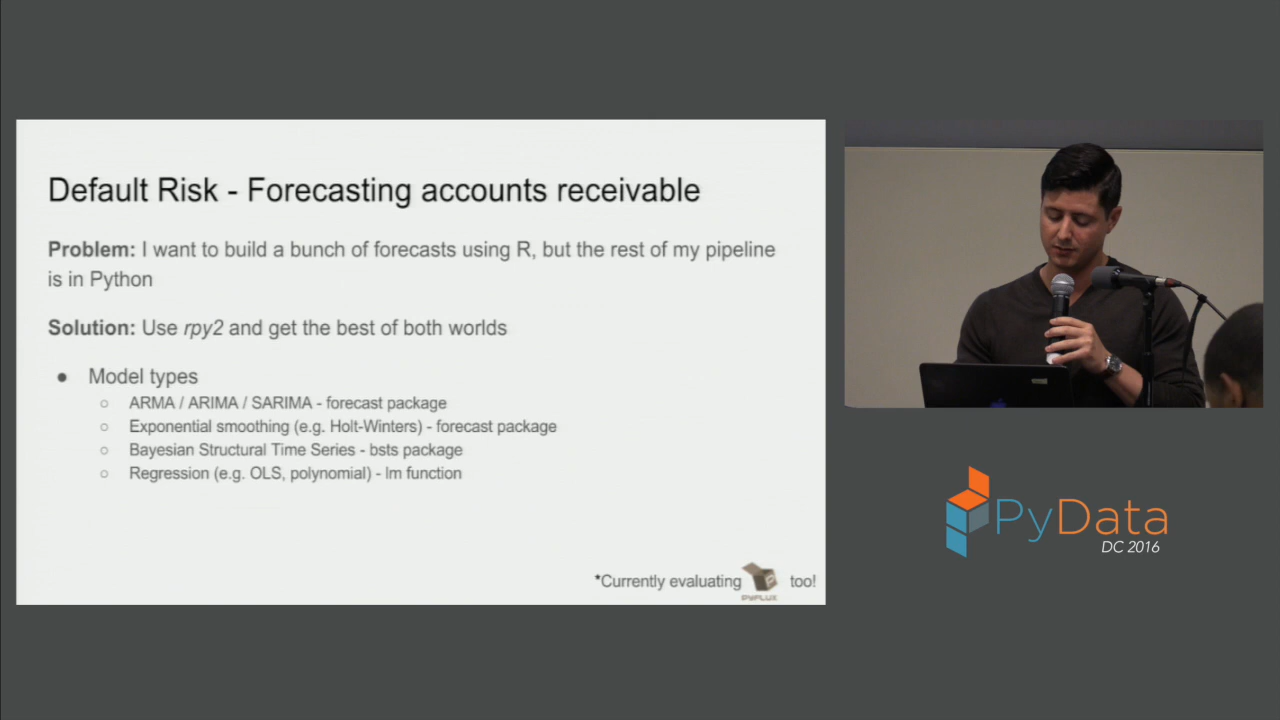 Default Risk - Forecasting accounts receivable
Problem: I want to build a bunch of forecasts using R, but the rest of my pipeline
is in Python
Solution: Use rpy2 and get the best of both worlds
● Model types
○ ARMA / ARIMA / SARIMA - forecast package
○ Exponential smoothing (e.g. Holt-Winters) - forecast package
○ Bayesian Structural Time Series - bsts package
○ Regression (e.g. OLS, polynomial) - lm function
*Currently evaluating PYFLUX too!
PyData
DC 2016